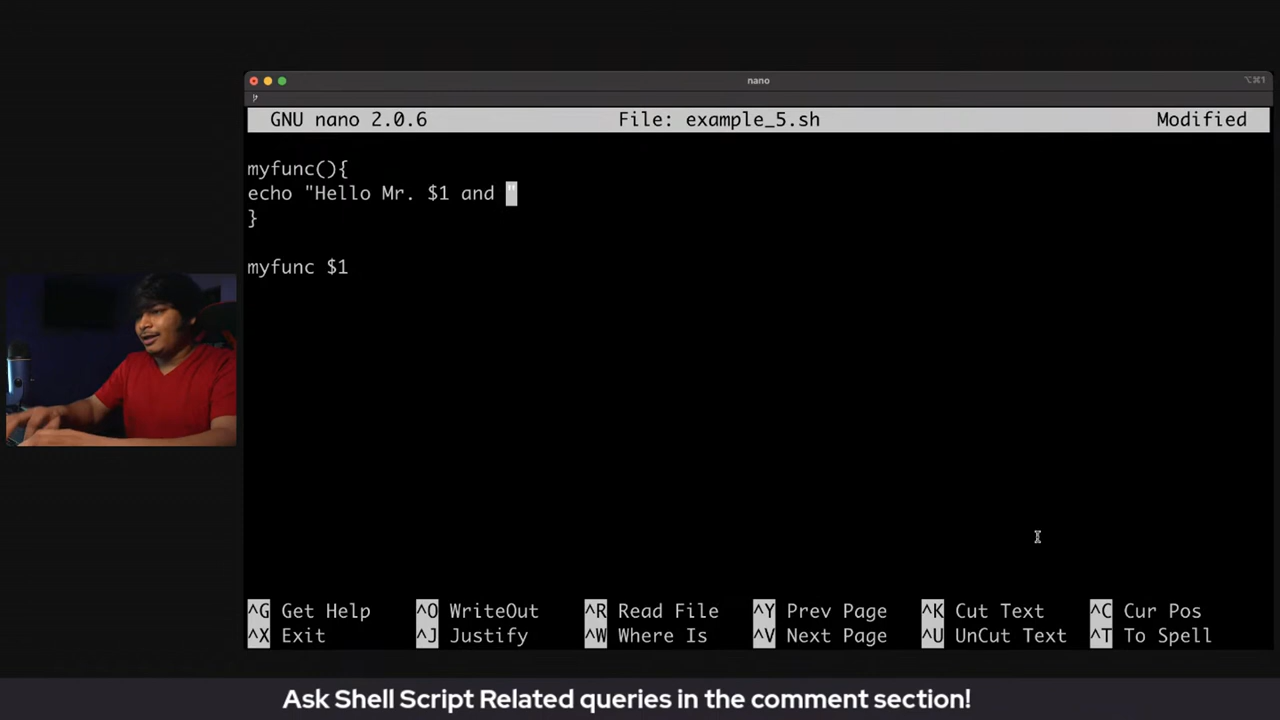 nano
⌥⌘1
GNU nano 2.0.6 File: example_5.sh Modified
myfunc(){
echo "Hello Mr. $1 and "
}
myfunc $1
^G Get Help ^O WriteOut ^R Read File ^Y Prev Page ^K Cut Text ^C Cur Pos
^X Exit ^J Justify ^W Where Is ^V Next Page ^U UnCut Text ^T To Spell
Ask Shell Script Related queries in the comment section!